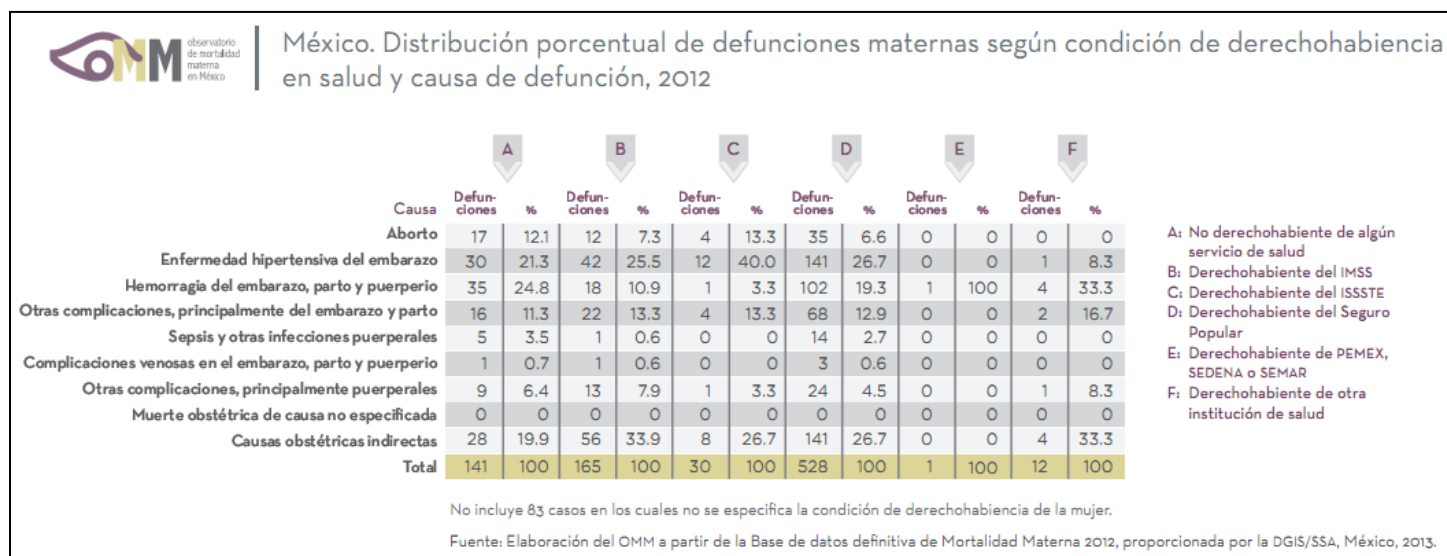 OMM
observatorio
de mortalidad
materna
en México
México. Distribución porcentual de defunciones maternas según condición de derechohabiencia
en salud y causa de defunción, 2012
A B C D E F
Causa Defun-ciones % Defun-ciones % Defun-ciones % Defun-ciones % Defun-ciones % Defun-ciones %
Aborto 17 12.1 12 7.3 4 13.3 35 6.6 0 0 0 0
Enfermedad hipertensiva del embarazo 30 21.3 42 25.5 12 40.0 141 26.7 0 0 1 8.3
Hemorragia del embarazo, parto y puerperio 35 24.8 18 10.9 1 3.3 102 19.3 1 100 4 33.3
Otras complicaciones, principalmente del embarazo y parto 16 11.3 22 13.3 4 13.3 68 12.9 0 0 2 16.7
Sepsis y otras infecciones puerperales 5 3.5 1 0.6 0 0 14 2.7 0 0 0 0
Complicaciones venosas en el embarazo, parto y puerperio 1 0.7 1 0.6 0 0 3 0.6 0 0 0 0
Otras complicaciones, principalmente puerperales 9 6.4 13 7.9 1 3.3 24 4.5 0 0 1 8.3
Muerte obstétrica de causa no especificada 0 0 0 0 0 0 0 0 0 0 0 0
Causas obstétricas indirectas 28 19.9 56 33.9 8 26.7 141 26.7 0 0 4 33.3
Total 141 100 165 100 30 100 528 100 1 100 12 100
A: No derechohabiente de algún
servicio de salud
B: Derechohabiente del IMSS
C: Derechohabiente del ISSSTE
D: Derechohabiente del Seguro
Popular
E: Derechohabiente de PEMEX,
SEDENA o SEMAR
F: Derechohabiente de otra
institución de salud
No incluye 83 casos en los cuales no se especifica la condición de derechohabiencia de la mujer.
Fuente: Elaboración del OMM a partir de la Base de datos definitiva de Mortalidad Materna 2012, proporcionada por la DGIS/SSA, México, 2013.